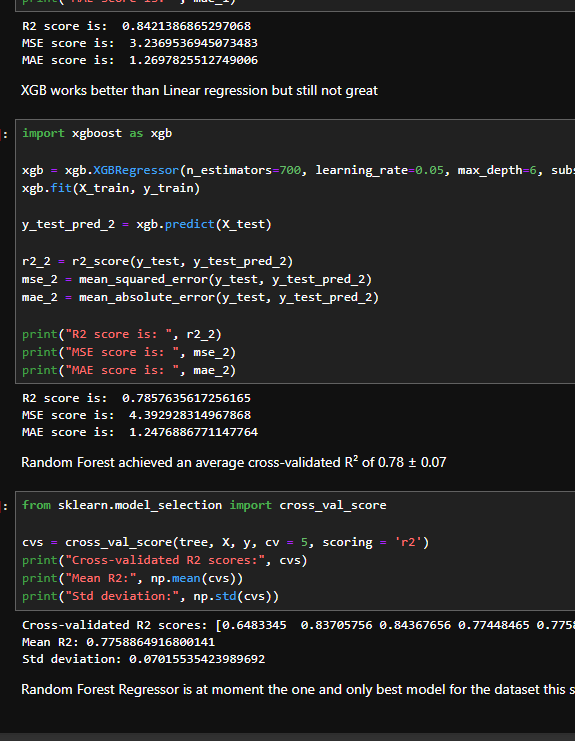 R2 score is:  0.8421386865297068
MSE score is:  3.2369536945073483
MAE score is:  1.2697825512749006
XGB works better than Linear regression but still not great
import xgboost as xgb
xgb = xgb.XGBRegressor(n_estimators=700, learning_rate=0.05, max_depth=6, subs
xgb.fit(X_train, y_train)
y_test_pred_2 = xgb.predict(X_test)
r2_2 = r2_score(y_test, y_test_pred_2)
mse_2 = mean_squared_error(y_test, y_test_pred_2)
mae_2 = mean_absolute_error(y_test, y_test_pred_2)
print("R2 score is: ", r2_2)
print("MSE score is: ", mse_2)
print("MAE score is: ", mae_2)
R2 score is:  0.7857635617256165
MSE score is:  4.392928314967868
MAE score is:  1.2476886771147764
Random Forest achieved an average cross-validated R² of 0.78 ± 0.07
from sklearn.model_selection import cross_val_score
cvs = cross_val_score(tree, X, y, cv = 5, scoring = 'r2')
print("Cross-validated R2 scores:", cvs)
print("Mean R2:", np.mean(cvs))
print("Std deviation:", np.std(cvs))
Cross-validated R2 scores: [0.6483345  0.83705756 0.84367656 0.77448465 0.775
Mean R2: 0.7758864916800141
Std deviation: 0.07015535423989692
Random Forest Regressor is at moment the one and only best model for the dataset this s